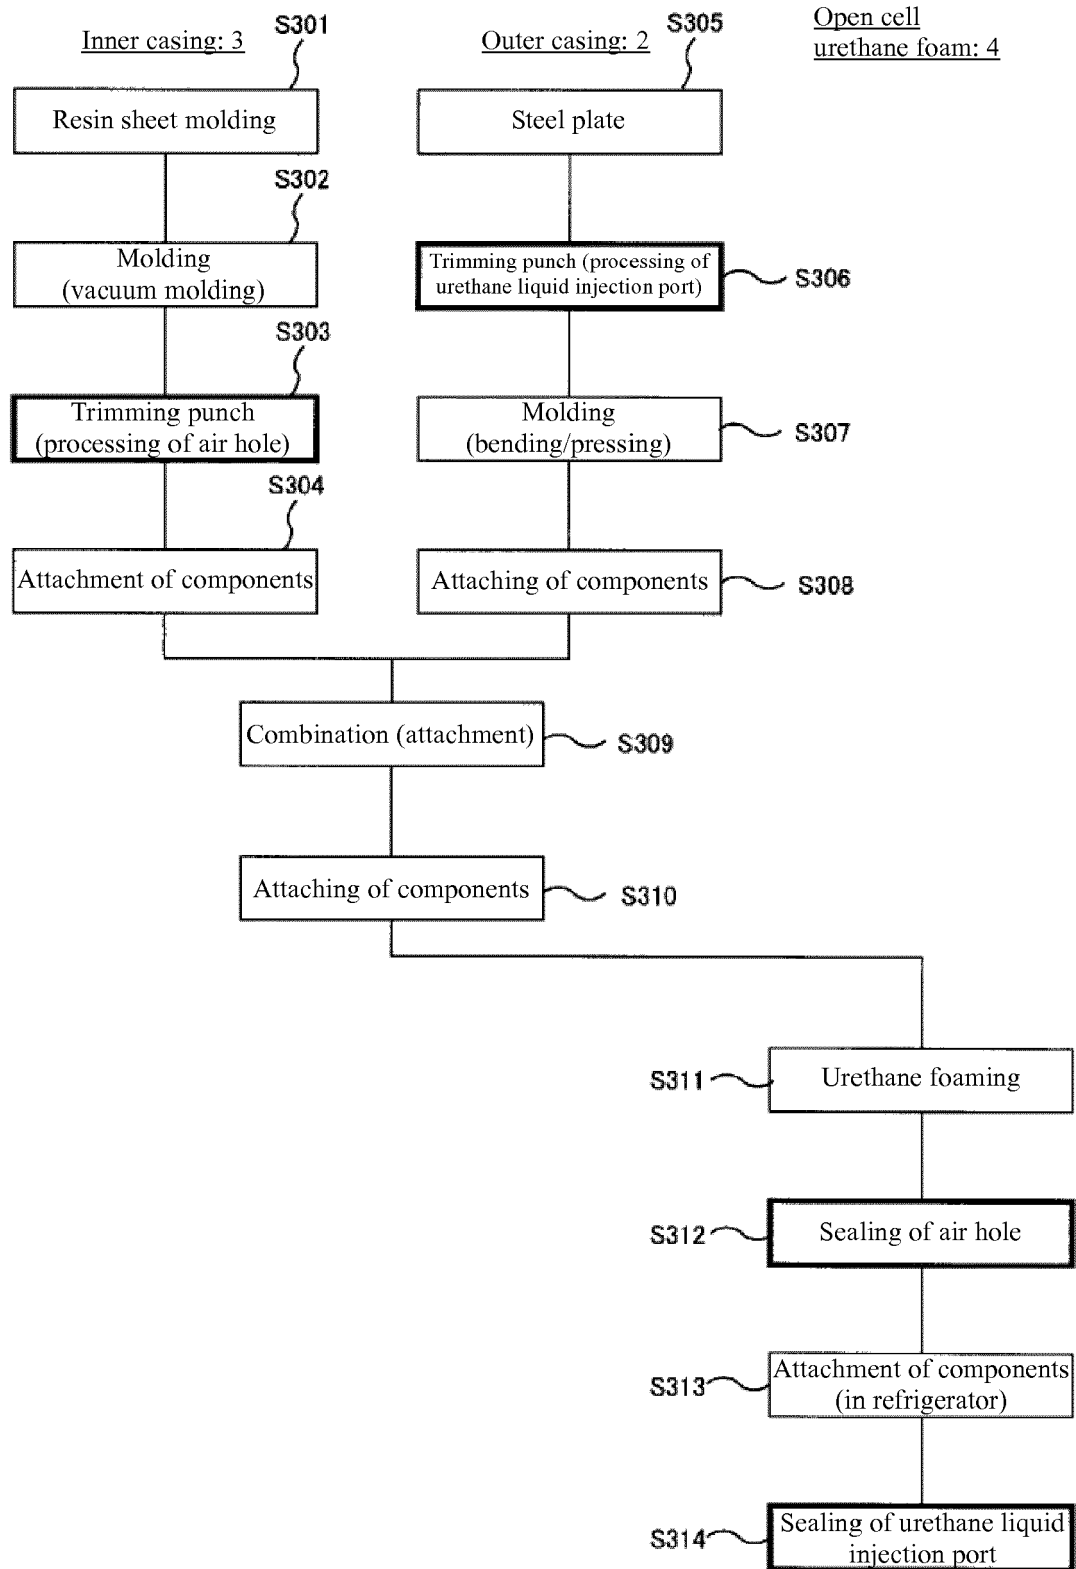 S301
Inner casing: 3
Resin sheet molding
S302
Molding
(vacuum molding)
S303
Trimming punch
(processing of air hole)
S304
Attachment of components
S305
Outer casing: 2
Steel plate
Trimming punch (processing of
urethane liquid injection port)
S306
Molding
(bending/pressing)
S307
Attaching of components
S308
Combination (attachment)
S309
Attaching of components
S310
Open cell
urethane foam: 4
S311
Urethane foaming
S312
Sealing of air hole
S313
Attachment of components
(in refrigerator)
S314
Sealing of urethane liquid
injection port